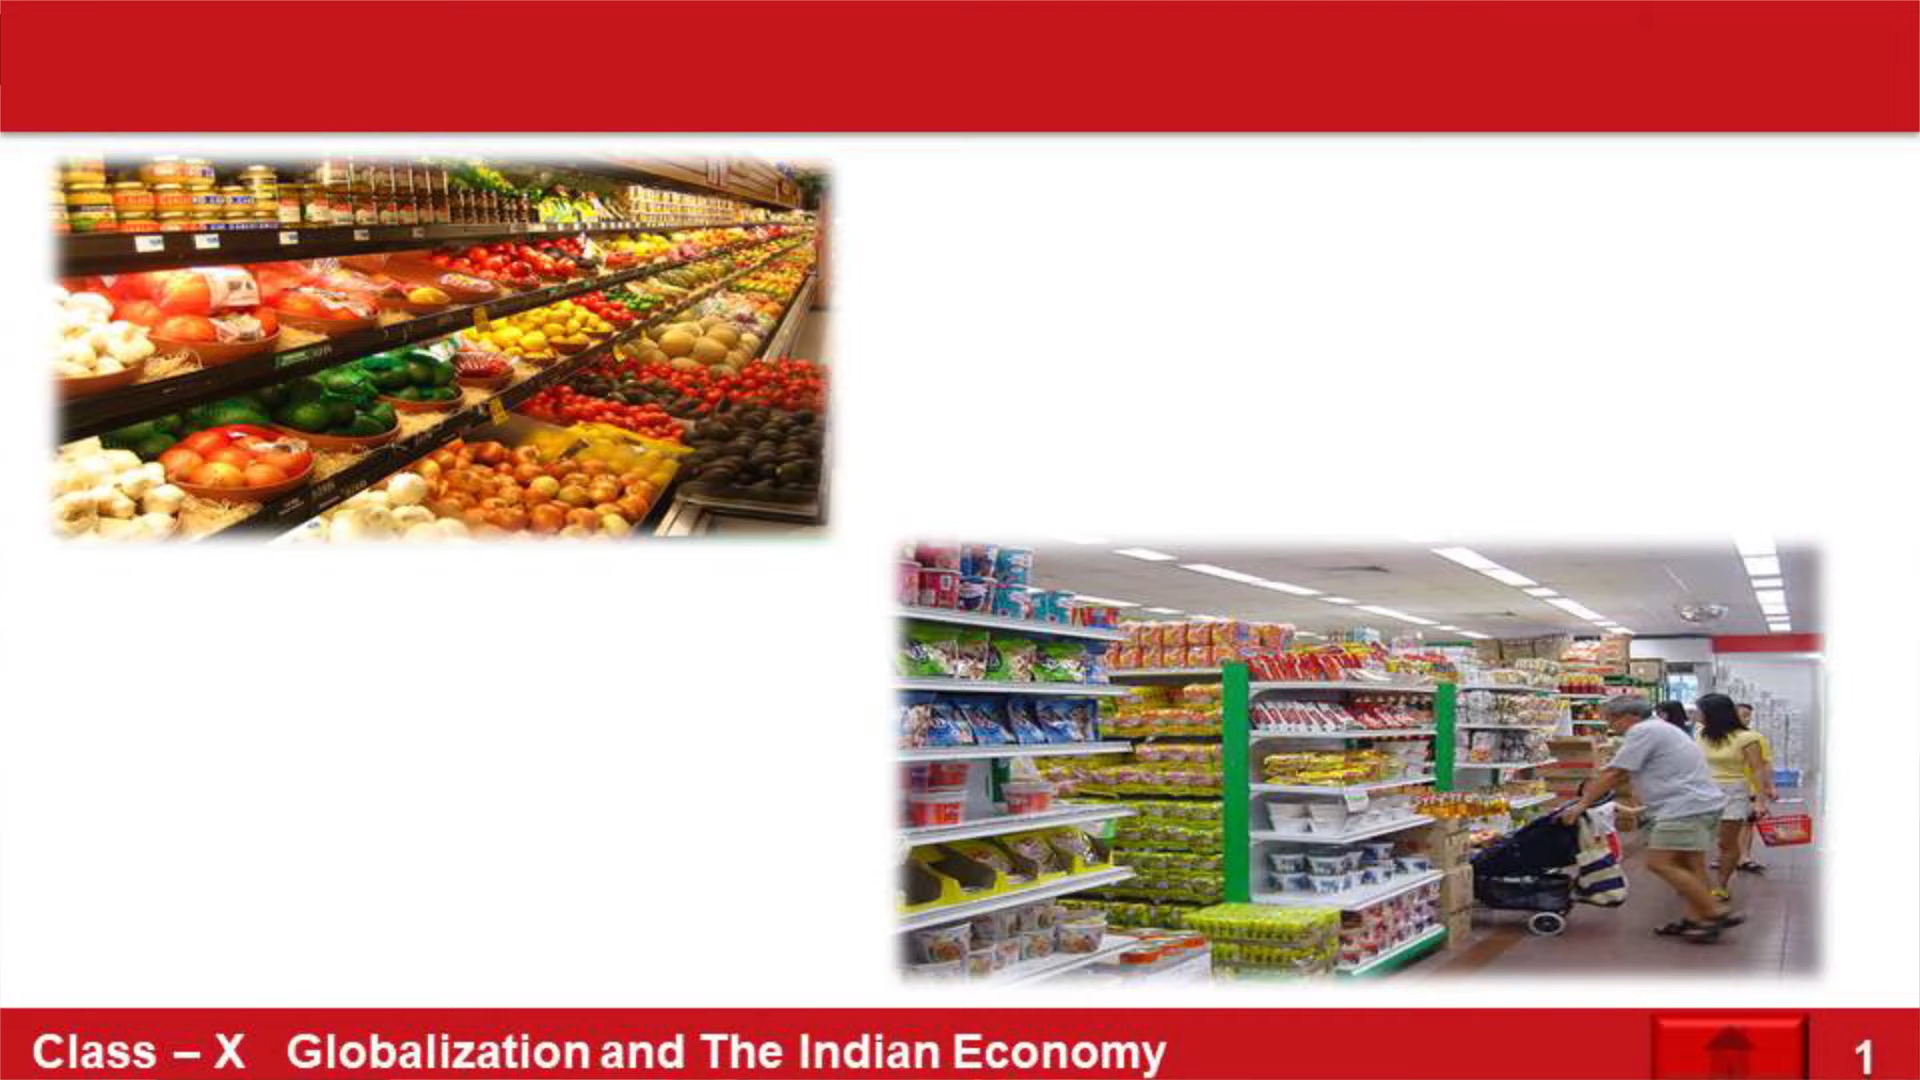 Class – X Globalization and The Indian Economy
1